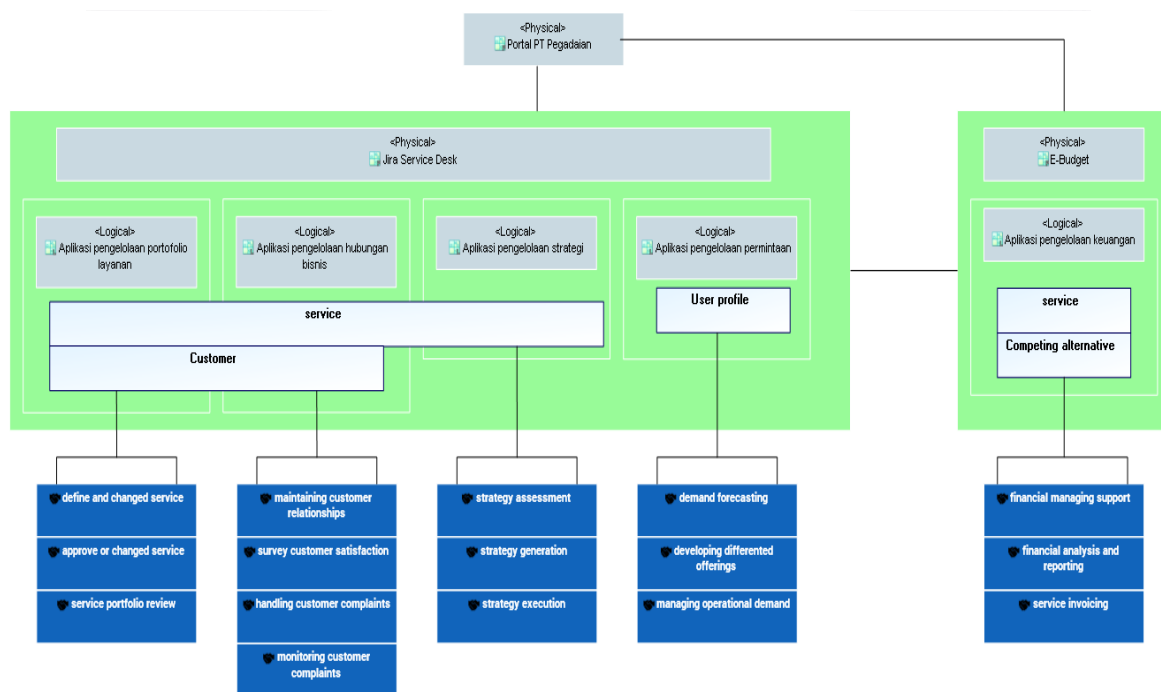 <Physical>
Portal PT Pegadaian
<Physical>
Jira Service Desk
<Physical>
E-Budget
<Logical>
Aplikasi pengelolaan portofolio
layanan
<Logical>
Aplikasi pengelolaan hubungan
bisnis
<Logical>
Aplikasi pengelolaan strategi
<Logical>
Aplikasi pengelolaan permintaan
<Logical>
Aplikasi pengelolaan keuangan
service
Customer
User profile
service
Competing alternative
define and changed service
approve or changed service
service portfolio review
maintaining customer
relationships
survey customer satisfaction
handling customer complaints
monitoring customer
complaints
strategy assessment
strategy generation
strategy execution
demand forecasting
developing differented
offerings
managing operational demand
financial managing support
financial analysis and
reporting
service invoicing